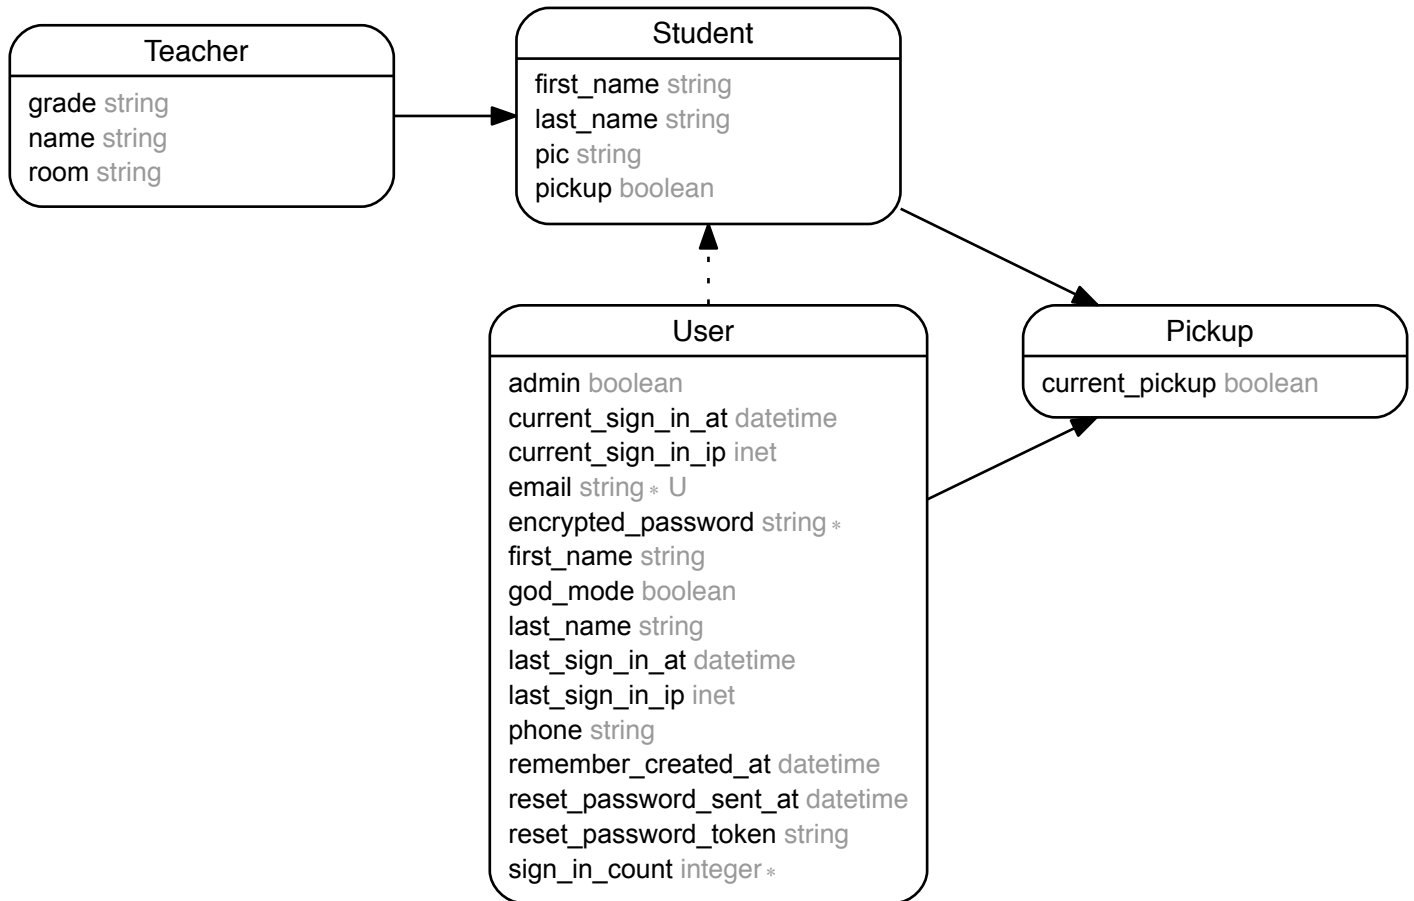 Teacher
grade string
name string
room string
Student
first_name string
last_name string
pic string
pickup boolean
User
admin boolean
current_sign_in_at datetime
current_sign_in_ip inet
email string * U
encrypted_password string *
first_name string
god_mode boolean
last_name string
last_sign_in_at datetime
last_sign_in_ip inet
phone string
remember_created_at datetime
reset_password_sent_at datetime
reset_password_token string
sign_in_count integer *
Pickup
current_pickup boolean